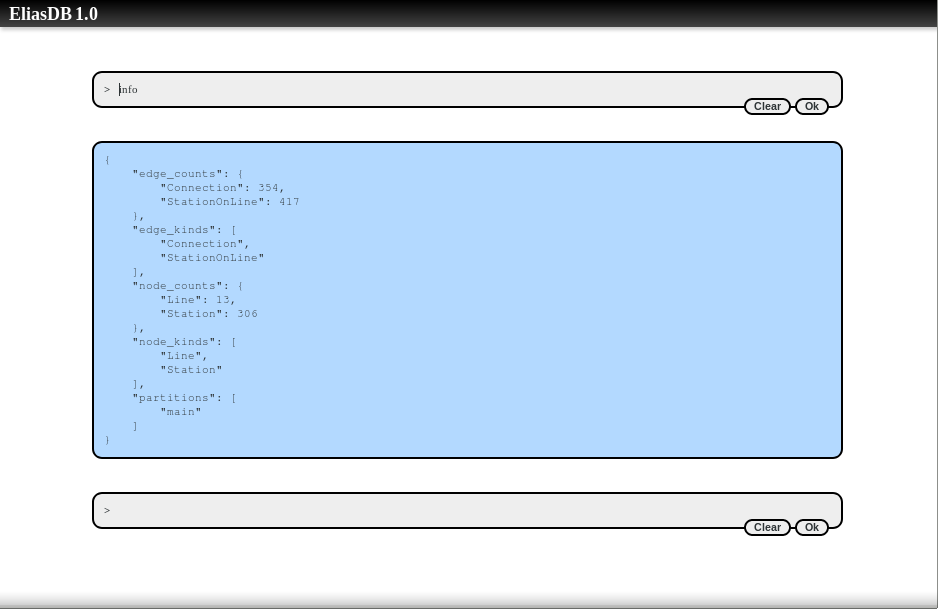 EliasDB 1.0
> info
Clear Ok
{
    "edge_counts": {
        "Connection": 354,
        "StationOnLine": 417
    },
    "edge_kinds": [
        "Connection",
        "StationOnLine"
    ],
    "node_counts": {
        "Line": 13,
        "Station": 306
    },
    "node_kinds": [
        "Line",
        "Station"
    ],
    "partitions": [
        "main"
    ]
}
>
Clear Ok